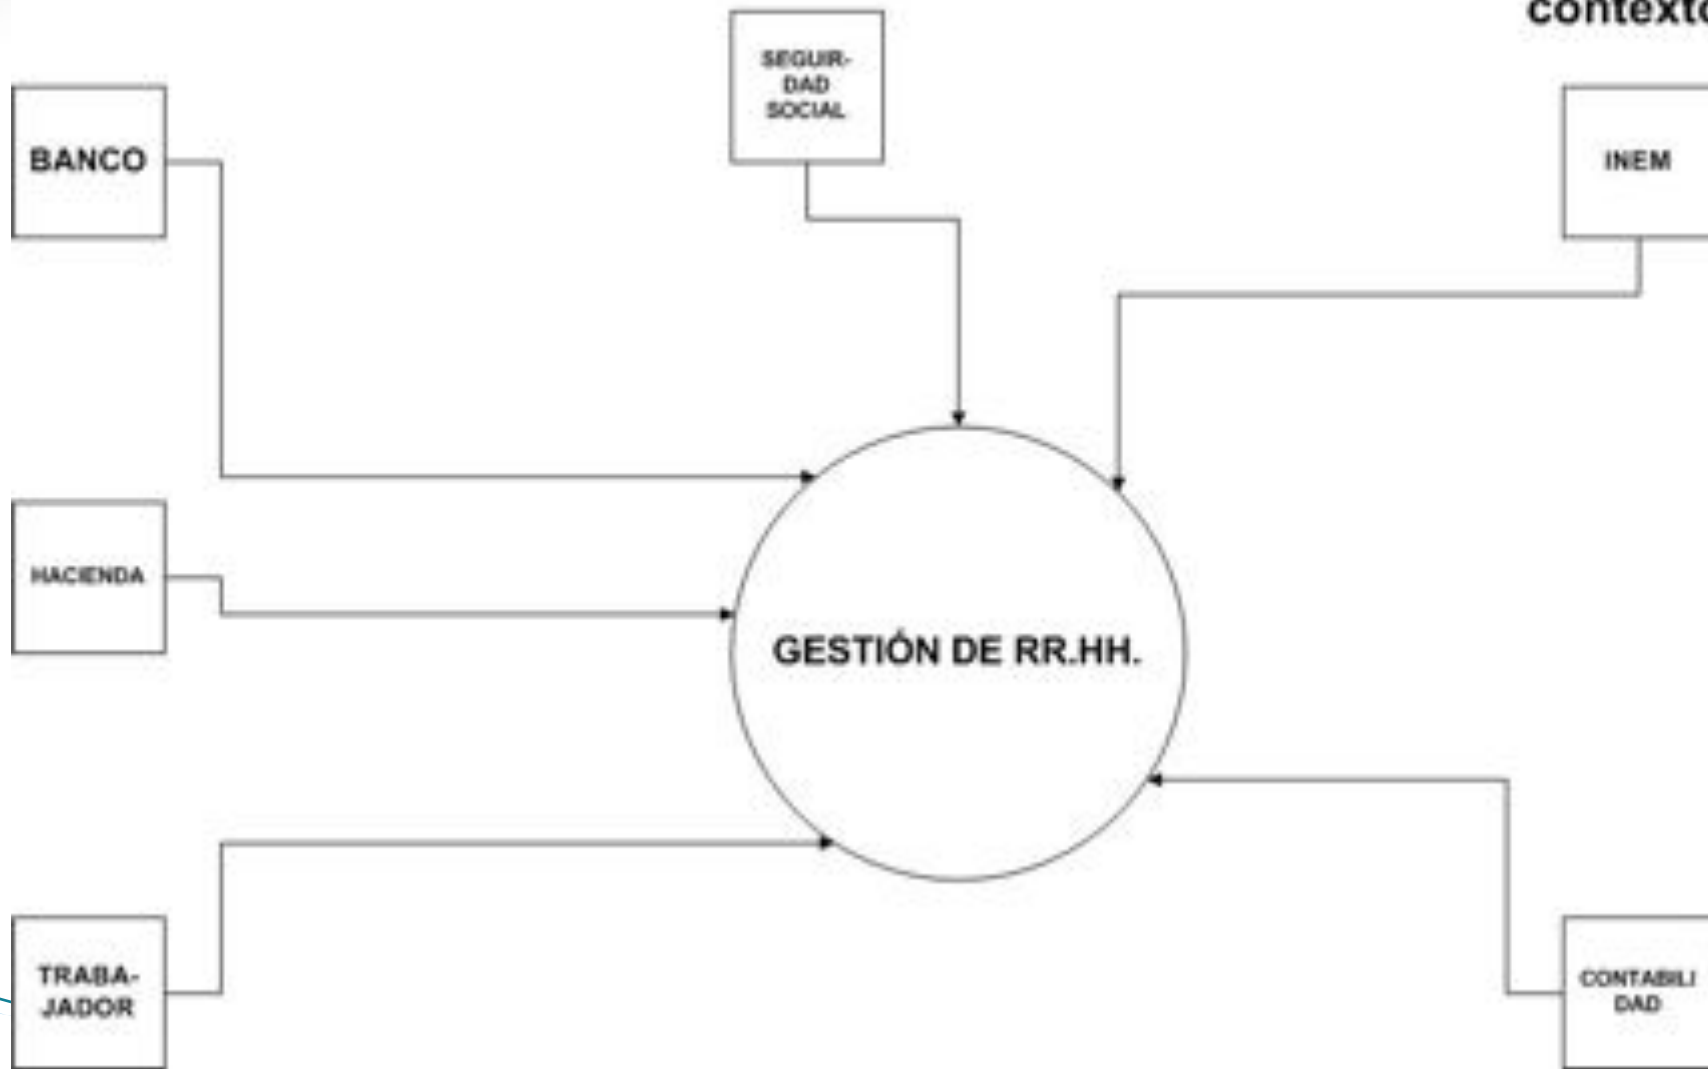 contexto
SEGUIR-
DAD
SOCIAL
BANCO
INEM
HACIENDA
GESTIÓN DE RR.HH.
TRABA-
JADOR
CONTABILI
DAD